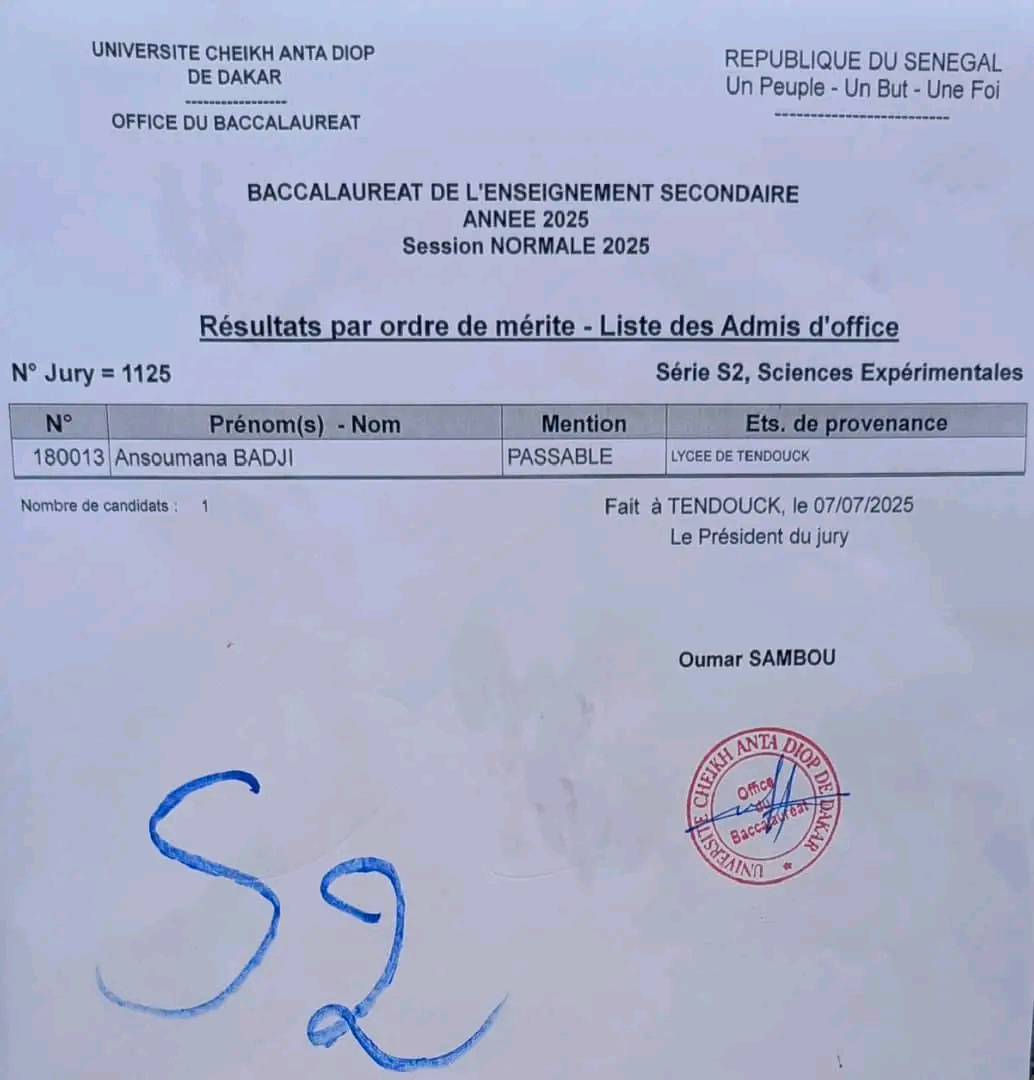 UNIVERSITE CHEIKH ANTA DIOP
DE DAKAR
-----------------
OFFICE DU BACCALAUREAT
REPUBLIQUE DU SENEGAL
Un Peuple - Un But - Une Foi
-----------------------------
BACCALAUREAT DE L'ENSEIGNEMENT SECONDAIRE
ANNEE 2025
Session NORMALE 2025
Résultats par ordre de mérite - Liste des Admis d'office
N° Jury = 1125 Série S2, Sciences Expérimentales
N° Prénom(s) - Nom Mention Ets. de provenance
180013 Ansoumana BADJI PASSABLE LYCEE DE TENDOUCK
Nombre de candidats : 1
Fait à TENDOUCK, le 07/07/2025
Le Président du jury
Oumar SAMBOU
UNIVERSITE CHEIKH ANTA DIOP DE DAKAR
Office
du
Baccalauréat
S2